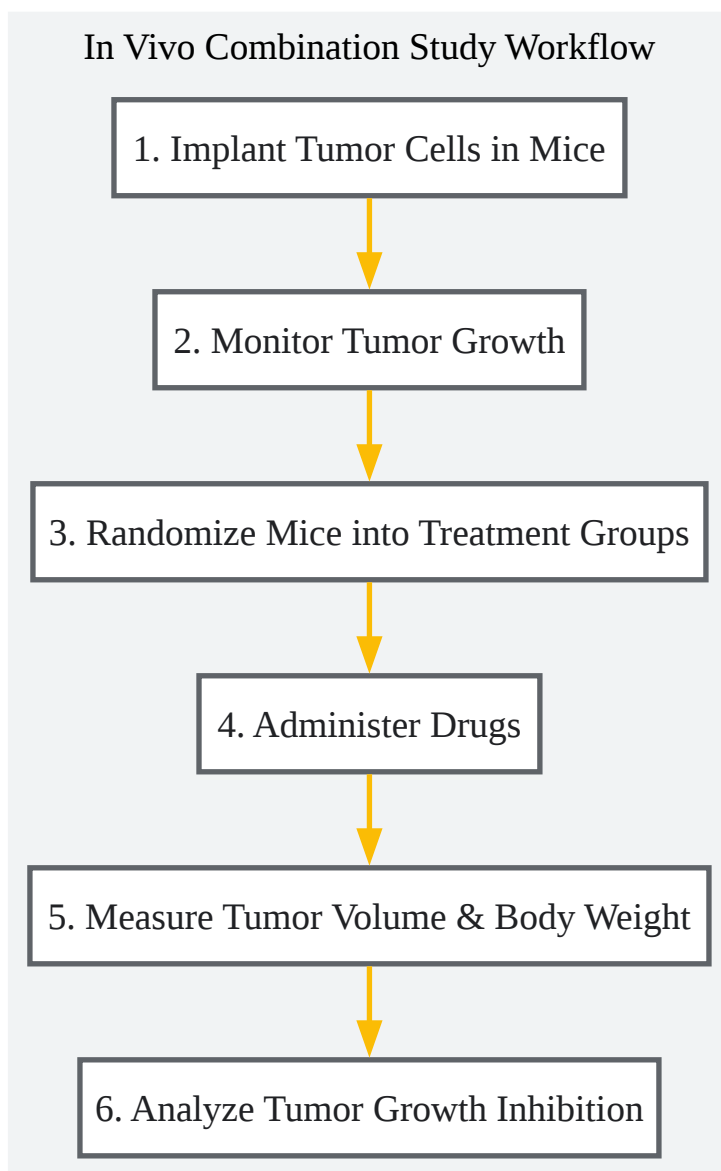 In Vivo Combination Study Workflow
1. Implant Tumor Cells in Mice
2. Monitor Tumor Growth
3. Randomize Mice into Treatment Groups
4. Administer Drugs
5. Measure Tumor Volume & Body Weight
6. Analyze Tumor Growth Inhibition